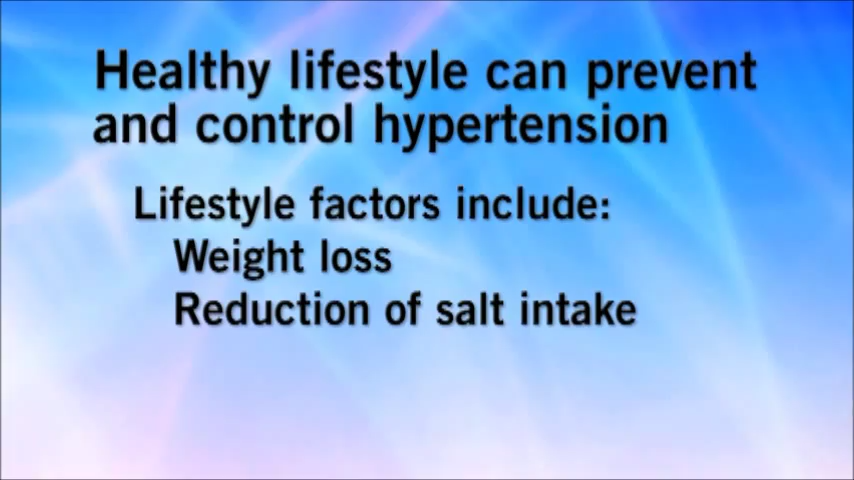 Healthy lifestyle can prevent
and control hypertension
Lifestyle factors include:
Weight loss
Reduction of salt intake